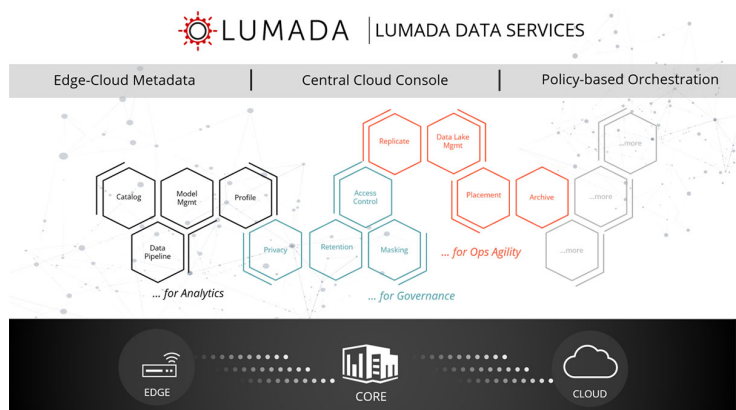 LUMADA | LUMADA DATA SERVICES
Edge-Cloud Metadata | Central Cloud Console | Policy-based Orchestration
Replicate
Data Lake
Mgmt
...more
Catalog
Model
Mgmt
Profile
Access
Control
Placement
Archive
...more
Data
Pipeline
Privacy
Retention
Masking
... for Ops Agility
...more
... for Analytics
... for Governance
EDGE
CORE
CLOUD